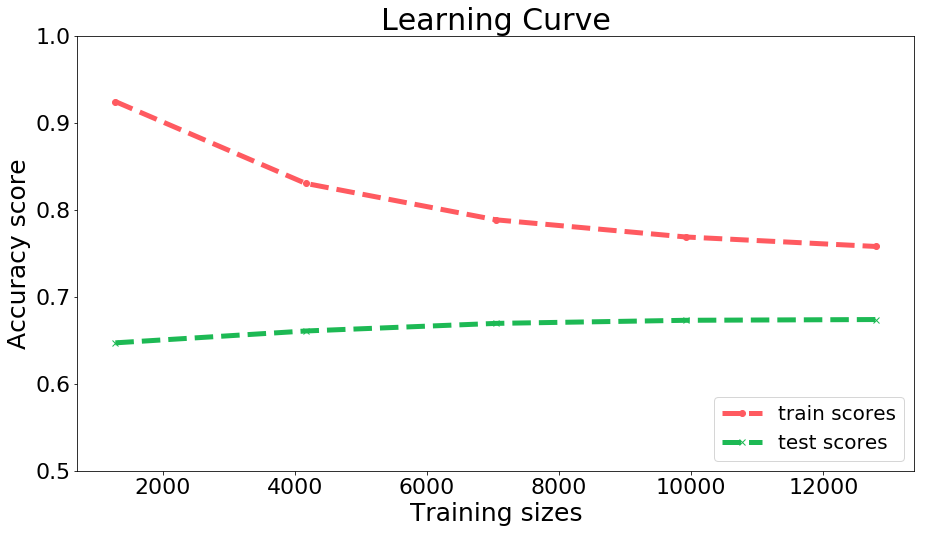 Learning Curve
1.0
0.9
0.8
0.7
0.6
0.5
Accuracy score
train scores
test scores
2000 4000 6000 8000 10000 12000
Training sizes